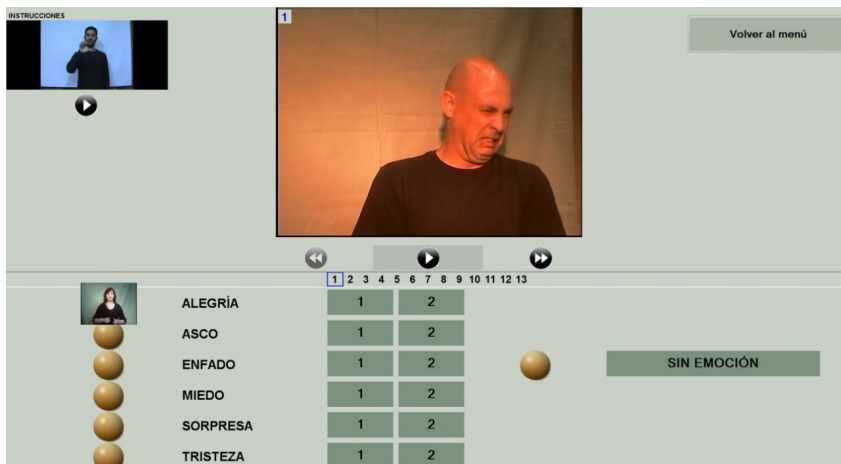 INSTRUCCIONES
1
Volver al menú
1 2 3 4 5 6 7 8 9 10 11 12 13
ALEGRÍA 1 2
ASCO 1 2
ENFADO 1 2 SIN EMOCIÓN
MIEDO 1 2
SORPRESA 1 2
TRISTEZA 1 2